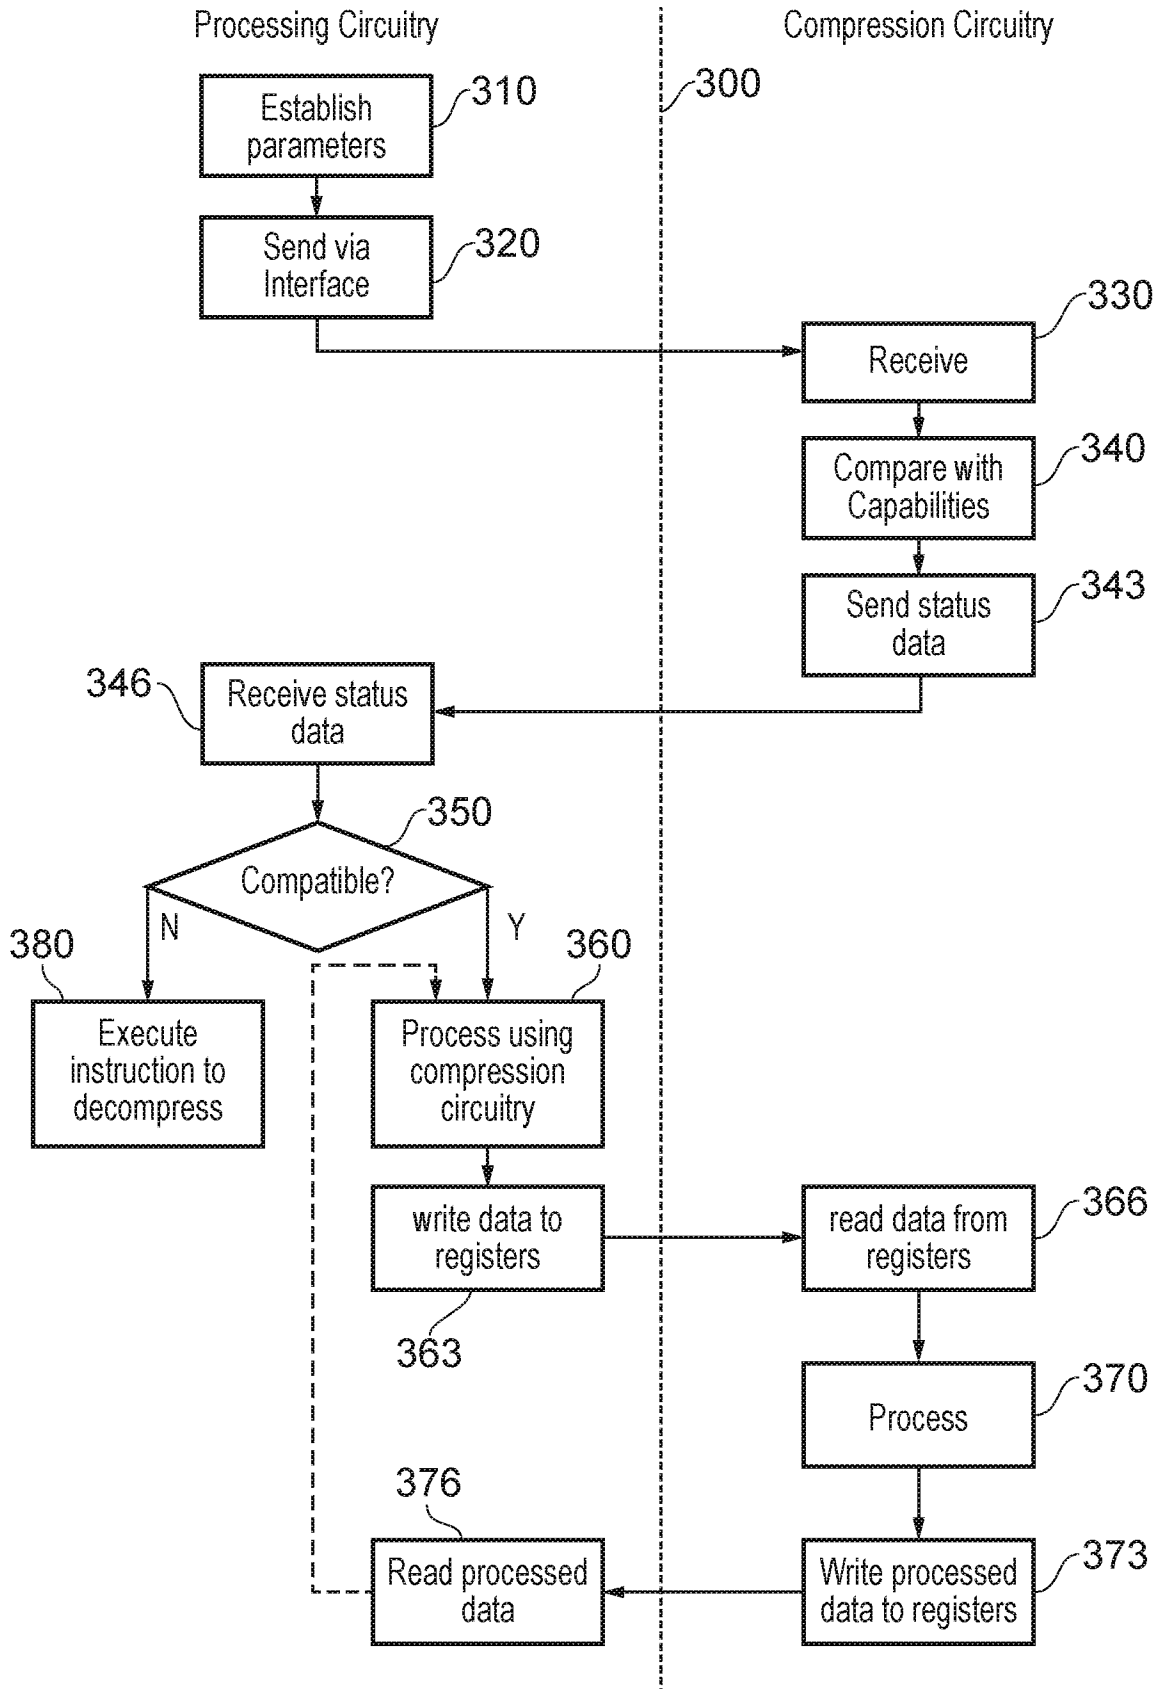 Processing Circuitry
Compression Circuitry
300
Establish
parameters
310
Send via
Interface
320
Receive
330
Compare with
Capabilities
340
Send status
data
343
346
Receive status
data
350
Compatible?
N
Y
380
Execute
instruction to
decompress
360
Process using
compression
circuitry
write data to
registers
363
read data from
registers
366
Process
370
376
Read processed
data
Write processed
data to registers
373